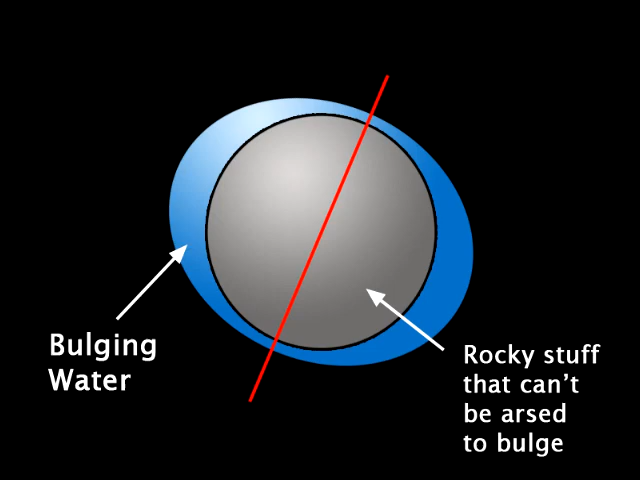 Bulging
Water
Rocky stuff
that can't
be arsed
to bulge